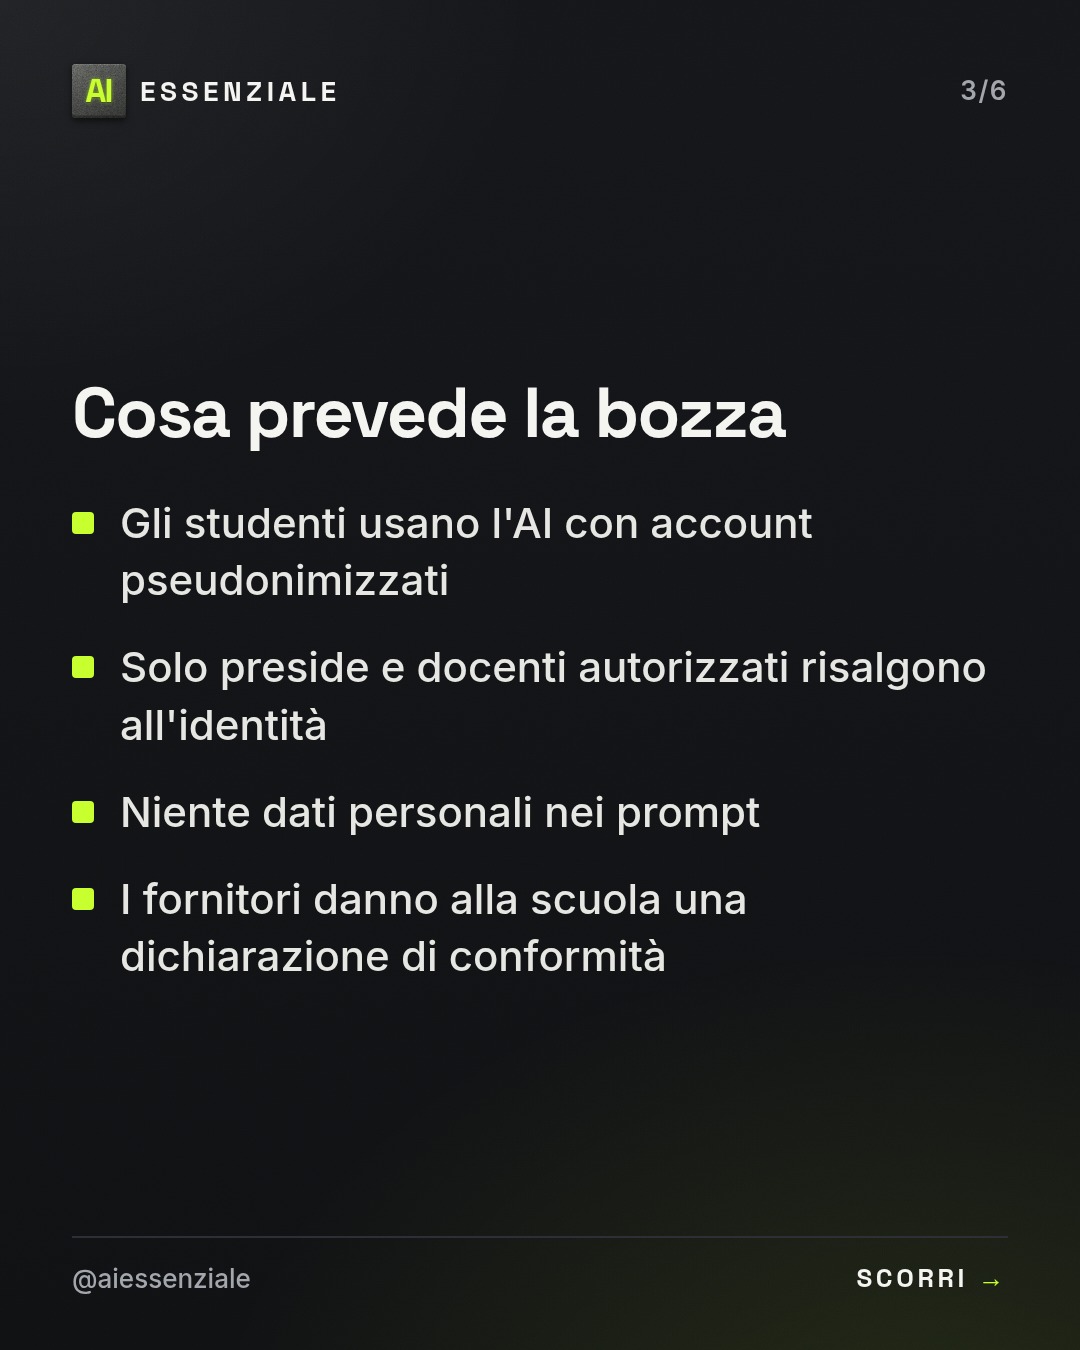 AI ESSENZIALE
3/6
Cosa prevede la bozza
Gli studenti usano l'AI con account
pseudonimizzati
Solo preside e docenti autorizzati risalgono
all'identità
Niente dati personali nei prompt
I fornitori danno alla scuola una
dichiarazione di conformità
@aiessenziale
SCORRI →